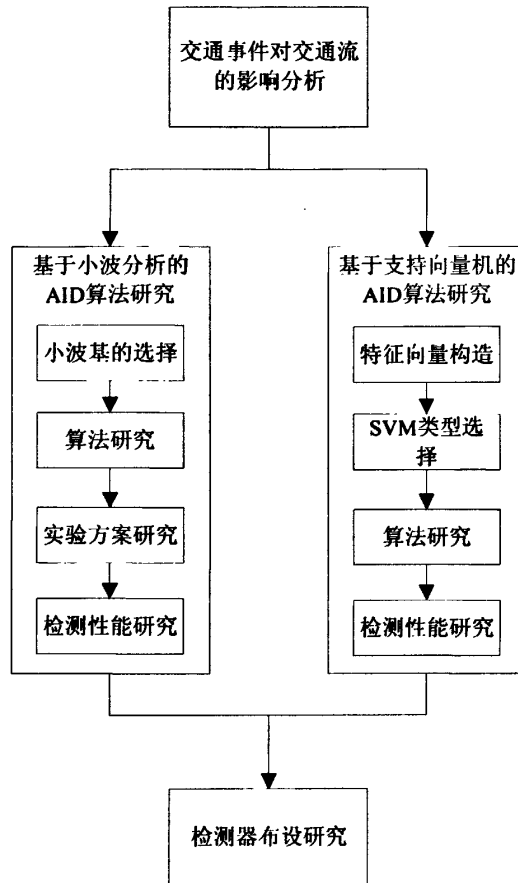 交通事件对交通流
的影响分析
基于小波分析的
AID算法研究
小波基的选择
算法研究
实验方案研究
检测性能研究
基于支持向量机的
AID算法研究
特征向量构造
SVM类型选
择
算法研究
检测性能研究
检测器布设研究